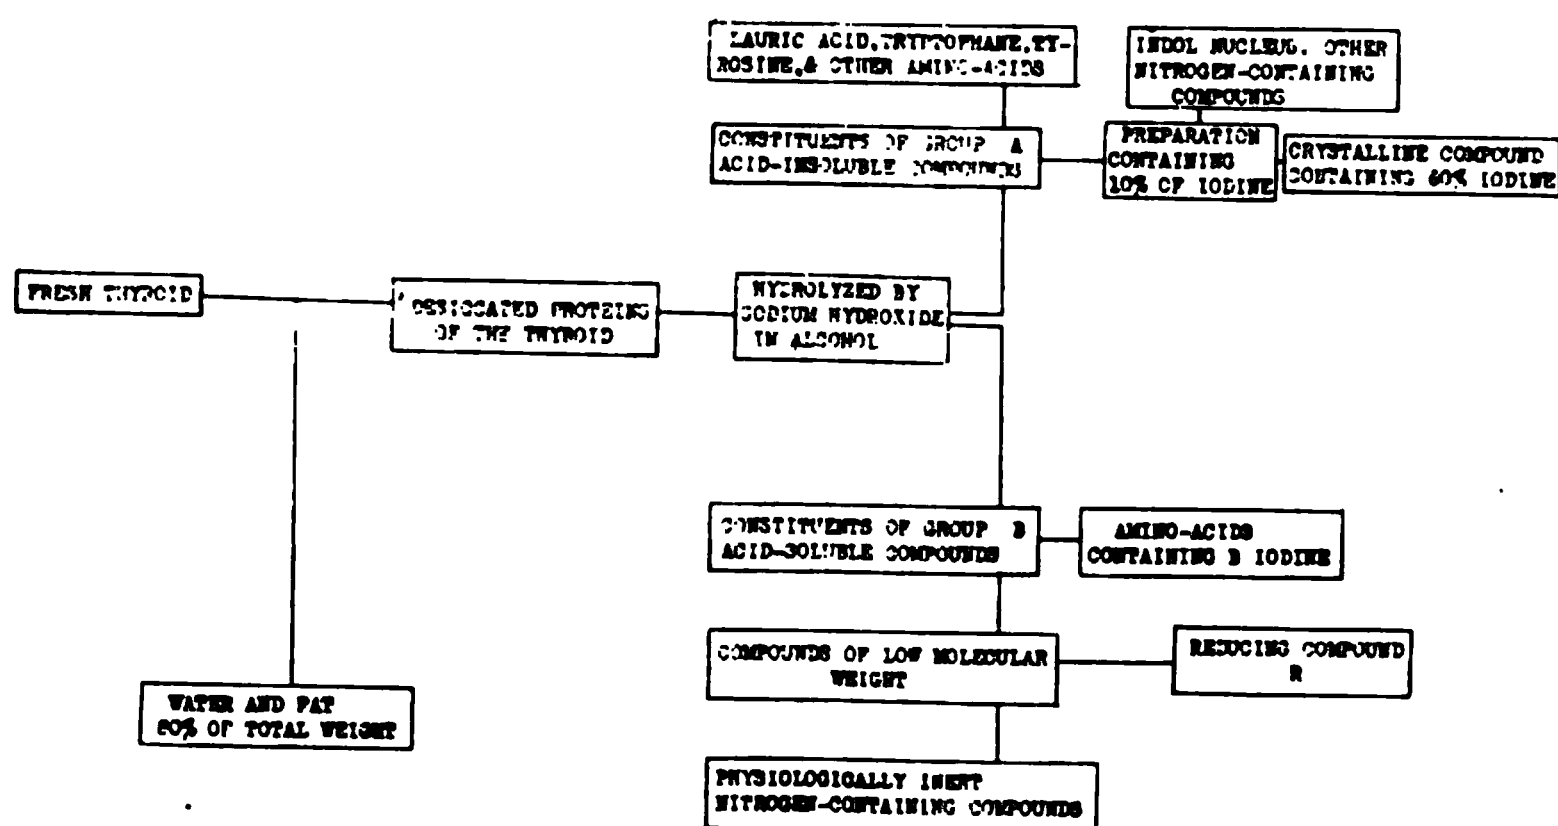 LAURIC ACID, TRYPTOPHANE, TY-
ROSINE, & OTHER AMINO-ACIDS
INDOL NUCLEUS. OTHER
NITROGEN-CONTAINING
COMPOUNDS
CONSTITUENTS OF GROUP A
ACID-INSOLUBLE COMPOUNDS
PREPARATION
CONTAINING
10% OF IODINE
CRYSTALLINE COMPOUND
CONTAINING 60% IODINE
FRESH THYROID
DESICCATED PROTEINS
OF THE THYROID
HYDROLYZED BY
SODIUM HYDROXIDE
IN ALCOHOL
CONSTITUENTS OF GROUP B
ACID-SOLUBLE COMPOUNDS
AMINO-ACIDS
CONTAINING B IODINE
COMPOUNDS OF LOW MOLECULAR
WEIGHT
REDUCING COMPOUND
R
WATER AND FAT
80% OF TOTAL WEIGHT
PHYSIOLOGICALLY INERT
NITROGEN-CONTAINING COMPOUNDS